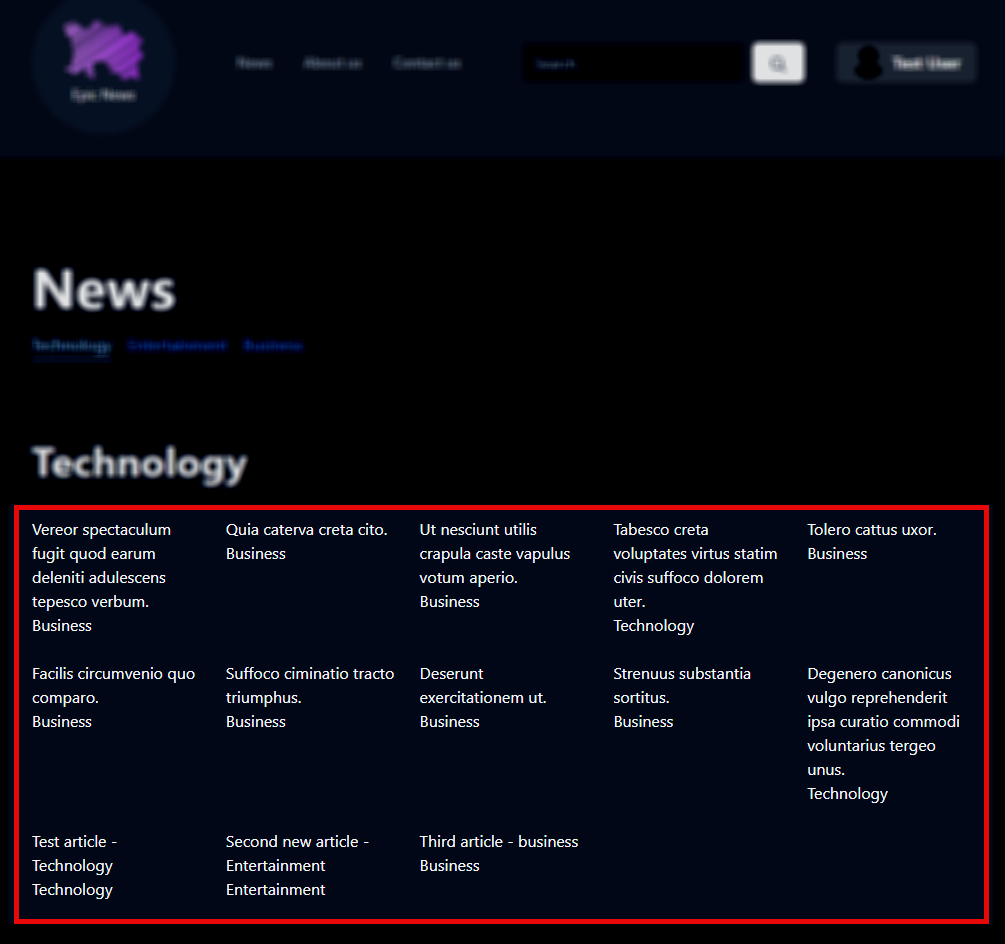 Epic News
News
About us
Contact us
Search
Test User
News
Technology Entertainment Business
Technology
Vereor spectaculum
fugit quod earum
deleniti adulescens
tepesco verbum.
Business
Quia caterva creta cito.
Business
Ut nesciunt utilis
crapula caste vapulus
votum aperio.
Business
Tabesco creta
voluptates virtus statim
civis suffoco dolorem
uter.
Technology
Tolero cattus uxor.
Business
Facilis circumvenio quo
comparo.
Business
Suffoco ciminatio tracto
triumphus.
Business
Deserunt
exercitationem ut.
Business
Strenuus substantia
sortitus.
Business
Degenero canonicus
vulgo reprehenderit
ipsa curatio commodi
voluntarius tergeo
unus.
Technology
Test article -
Technology
Technology
Second new article -
Entertainment
Entertainment
Third article - business
Business